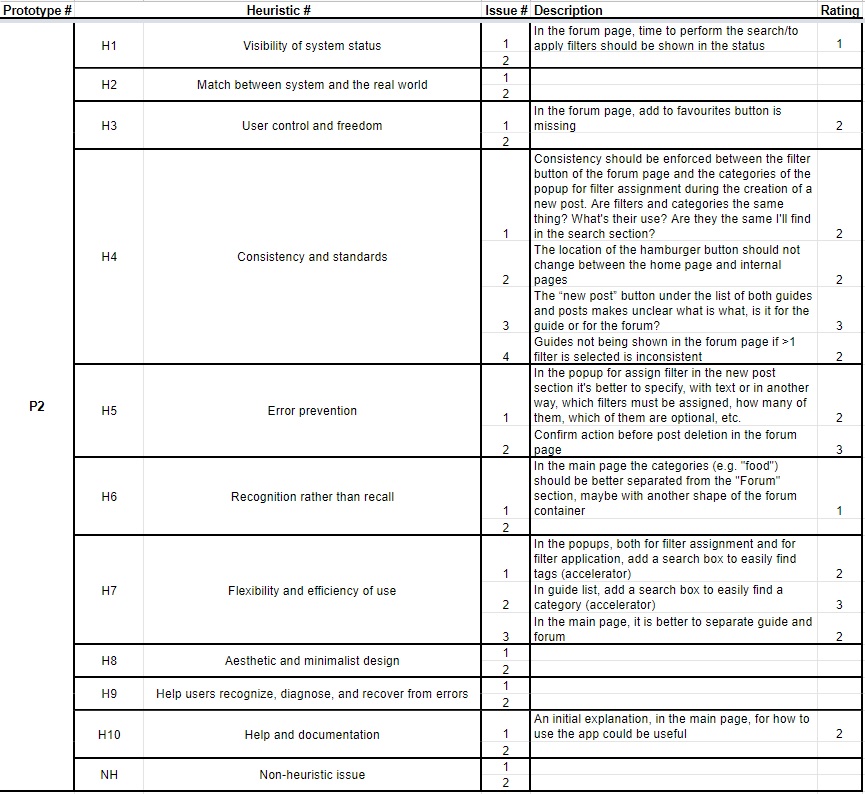 Prototype # Heuristic # Issue # Description Rating
P2
H1 Visibility of system status
1 In the forum page, time to perform the search/to
apply filters should be shown in the status 1
2
H2 Match between system and the real world
1
2
H3 User control and freedom
1 In the forum page, add to favourites button is
missing 2
2
H4 Consistency and standards
1 Consistency should be enforced between the filter
button of the forum page and the categories of the
popup for filter assignment during the creation of a
new post. Are filters and categories the same
thing? What's their use? Are they the same I'll find
in the search section? 2
2 The location of the hamburger button should not
change between the home page and internal
pages 2
3 The “new post” button under the list of both guides
and posts makes unclear what is what, is it for the
guide or for the forum? 3
4 Guides not being shown in the forum page if >1
filter is selected is inconsistent 2
H5 Error prevention
1 In the popup for assign filter in the new post
section it's better to specify, with text or in another
way, which filters must be assigned, how many of
them, which of them are optional, etc. 2
2 Confirm action before post deletion in the forum
page 3
H6 Recognition rather than recall
1 In the main page the categories (e.g. "food")
should be better separated from the "Forum"
section, maybe with another shape of the forum
container 1
2
H7 Flexibility and efficiency of use
1 In the popups, both for filter assignment and for
filter application, add a search box to easily find
tags (accelerator) 2
2 In guide list, add a search box to easily find a
category (accelerator) 3
3 In the main page, it is better to separate guide and
forum 2
H8 Aesthetic and minimalist design
1
2
H9 Help users recognize, diagnose, and recover from errors
1
2
H10 Help and documentation
1 An initial explanation, in the main page, for how to
use the app could be useful 2
2
NH Non-heuristic issue
1
2